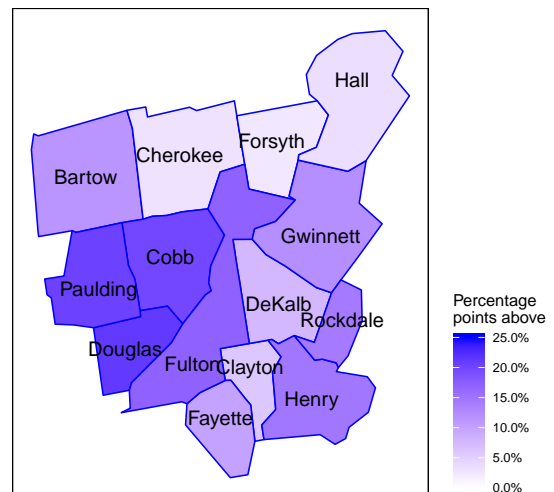 Hall
Forsyth
Cherokee
Bartow
Gwinnett
Cobb
Paulding
DeKalb
Rockdale
Douglas
Fulton
Clayton
Henry
Fayette
Percentage
points above
25.0%
20.0%
15.0%
10.0%
5.0%
0.0%